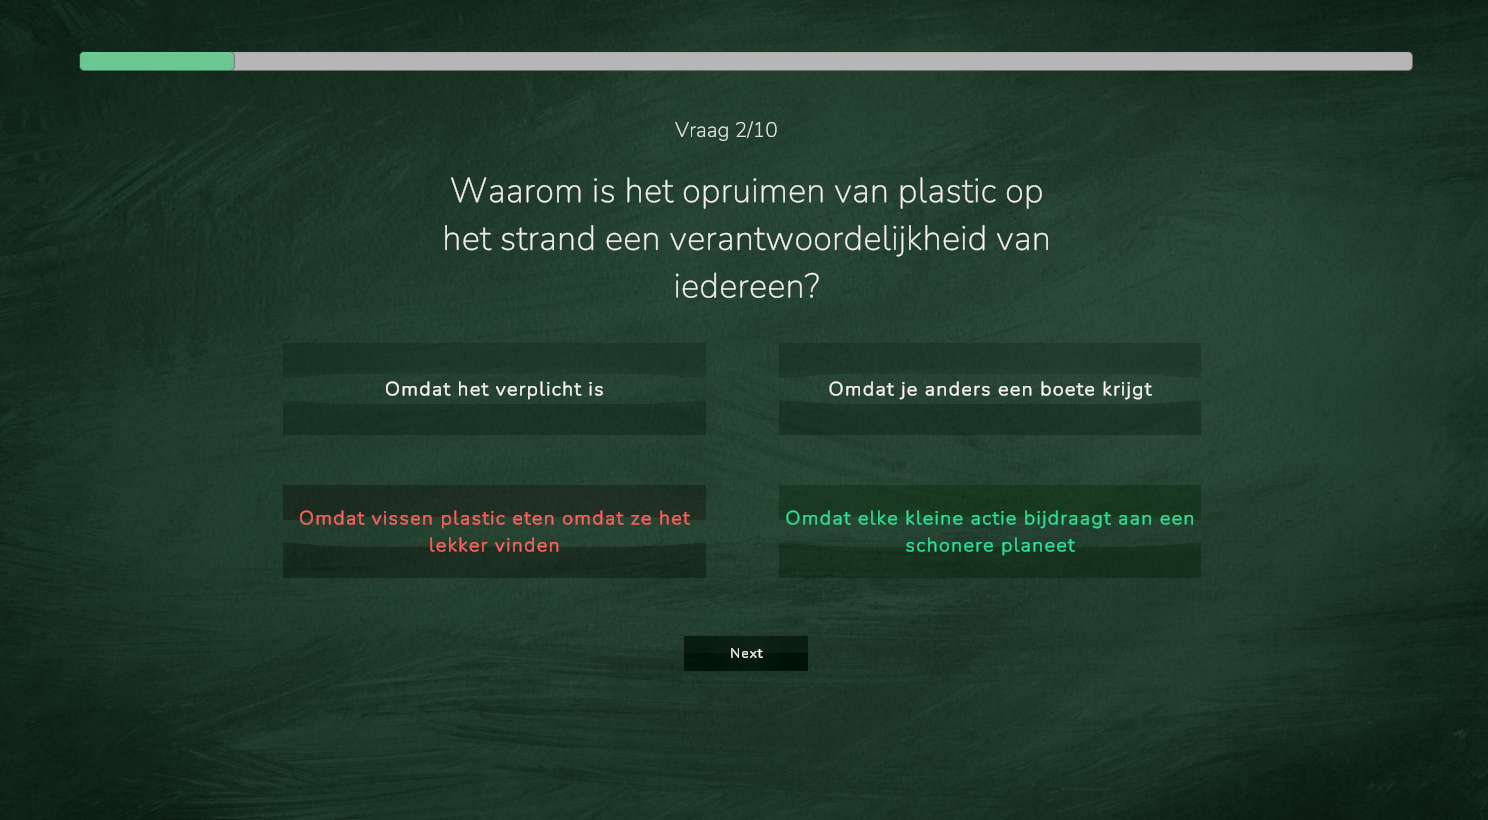 Vraag 2/10
Waarom is het opruimen van plastic op
het strand een verantwoordelijkheid van
iedereen?
Omdat het verplicht is
Omdat je anders een boete krijgt
Omdat vissen plastic eten omdat ze het
lekker vinden
Omdat elke kleine actie bijdraagt aan een
schonere planeet
Next